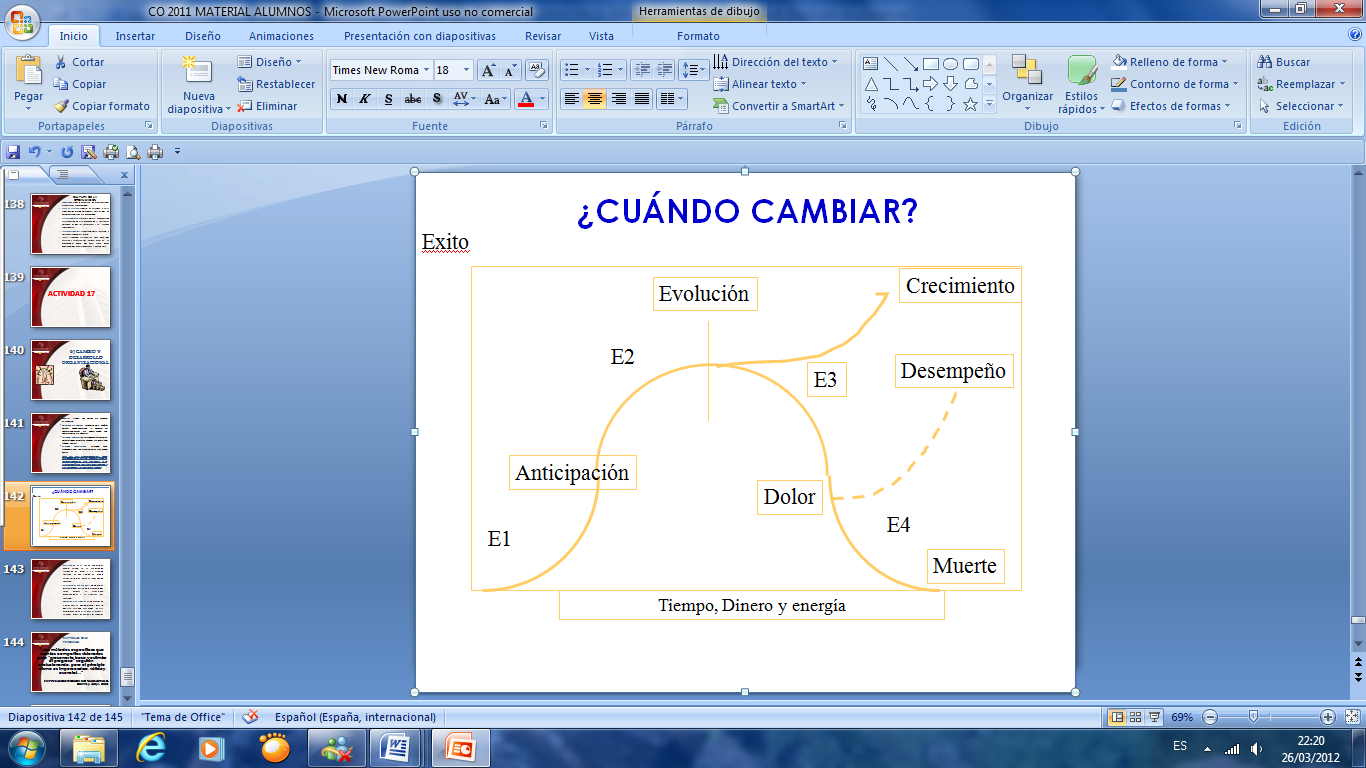 CO 2011 MATERIAL ALUMNOS - Microsoft PowerPoint uso no comercial
Herramientas de dibujo
Inicio Insertar Diseño Animaciones Presentación con diapositivas Revisar Vista Formato
Pegar
Cortar
Copiar
Copiar formato
Portapapeles
Nueva diapositiva
Diseño
Restablecer
Eliminar
Diapositivas
Times New Roma 18
N K S abc S AV Aa A
Fuente
Dirección del texto
Alinear texto
Convertir a SmartArt
Párrafo
Organizar
Estilos rápidos
Relleno de forma
Contorno de forma
Efectos de formas
Dibujo
Buscar
Reemplazar
Seleccionar
Edición
138
139
ACTIVIDAD 17
140
141
142
143
144
¿CUÁNDO CAMBIAR?
Exito
Evolución
Crecimiento
E2
E3
Desempeño
Anticipación
Dolor
E1
E4
Muerte
Tiempo, Dinero y energía
Diapositiva 142 de 145 "Tema de Office" Español (España, internacional) 69%
ES
22:20
26/03/2012